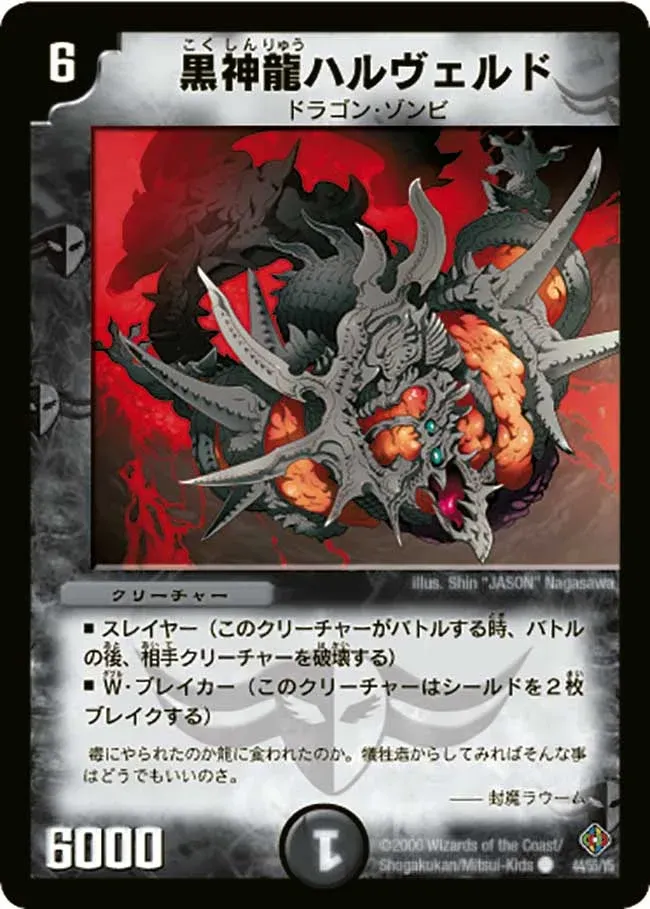 6
こくしんりゅう
黒神龍ハルヴェルド
ドラゴン・ゾンビ
illus. Shin "JASON" Nagasawa
クリーチャー
■ スレイヤー（このクリーチャーがバトルする時、バトル
の後、相手クリーチャーを破壊する）
■ W・ブレイカー（このクリーチャーはシールドを２枚
ブレイクする）
毒にやられたのか龍に食われたのか。犠牲者からしてみればそんな事
はどうでもいいのさ。
―― 封魔ラウーム
6000
1
©2006 Wizards of the Coast/
Shogakukan/Mitsui-Kids